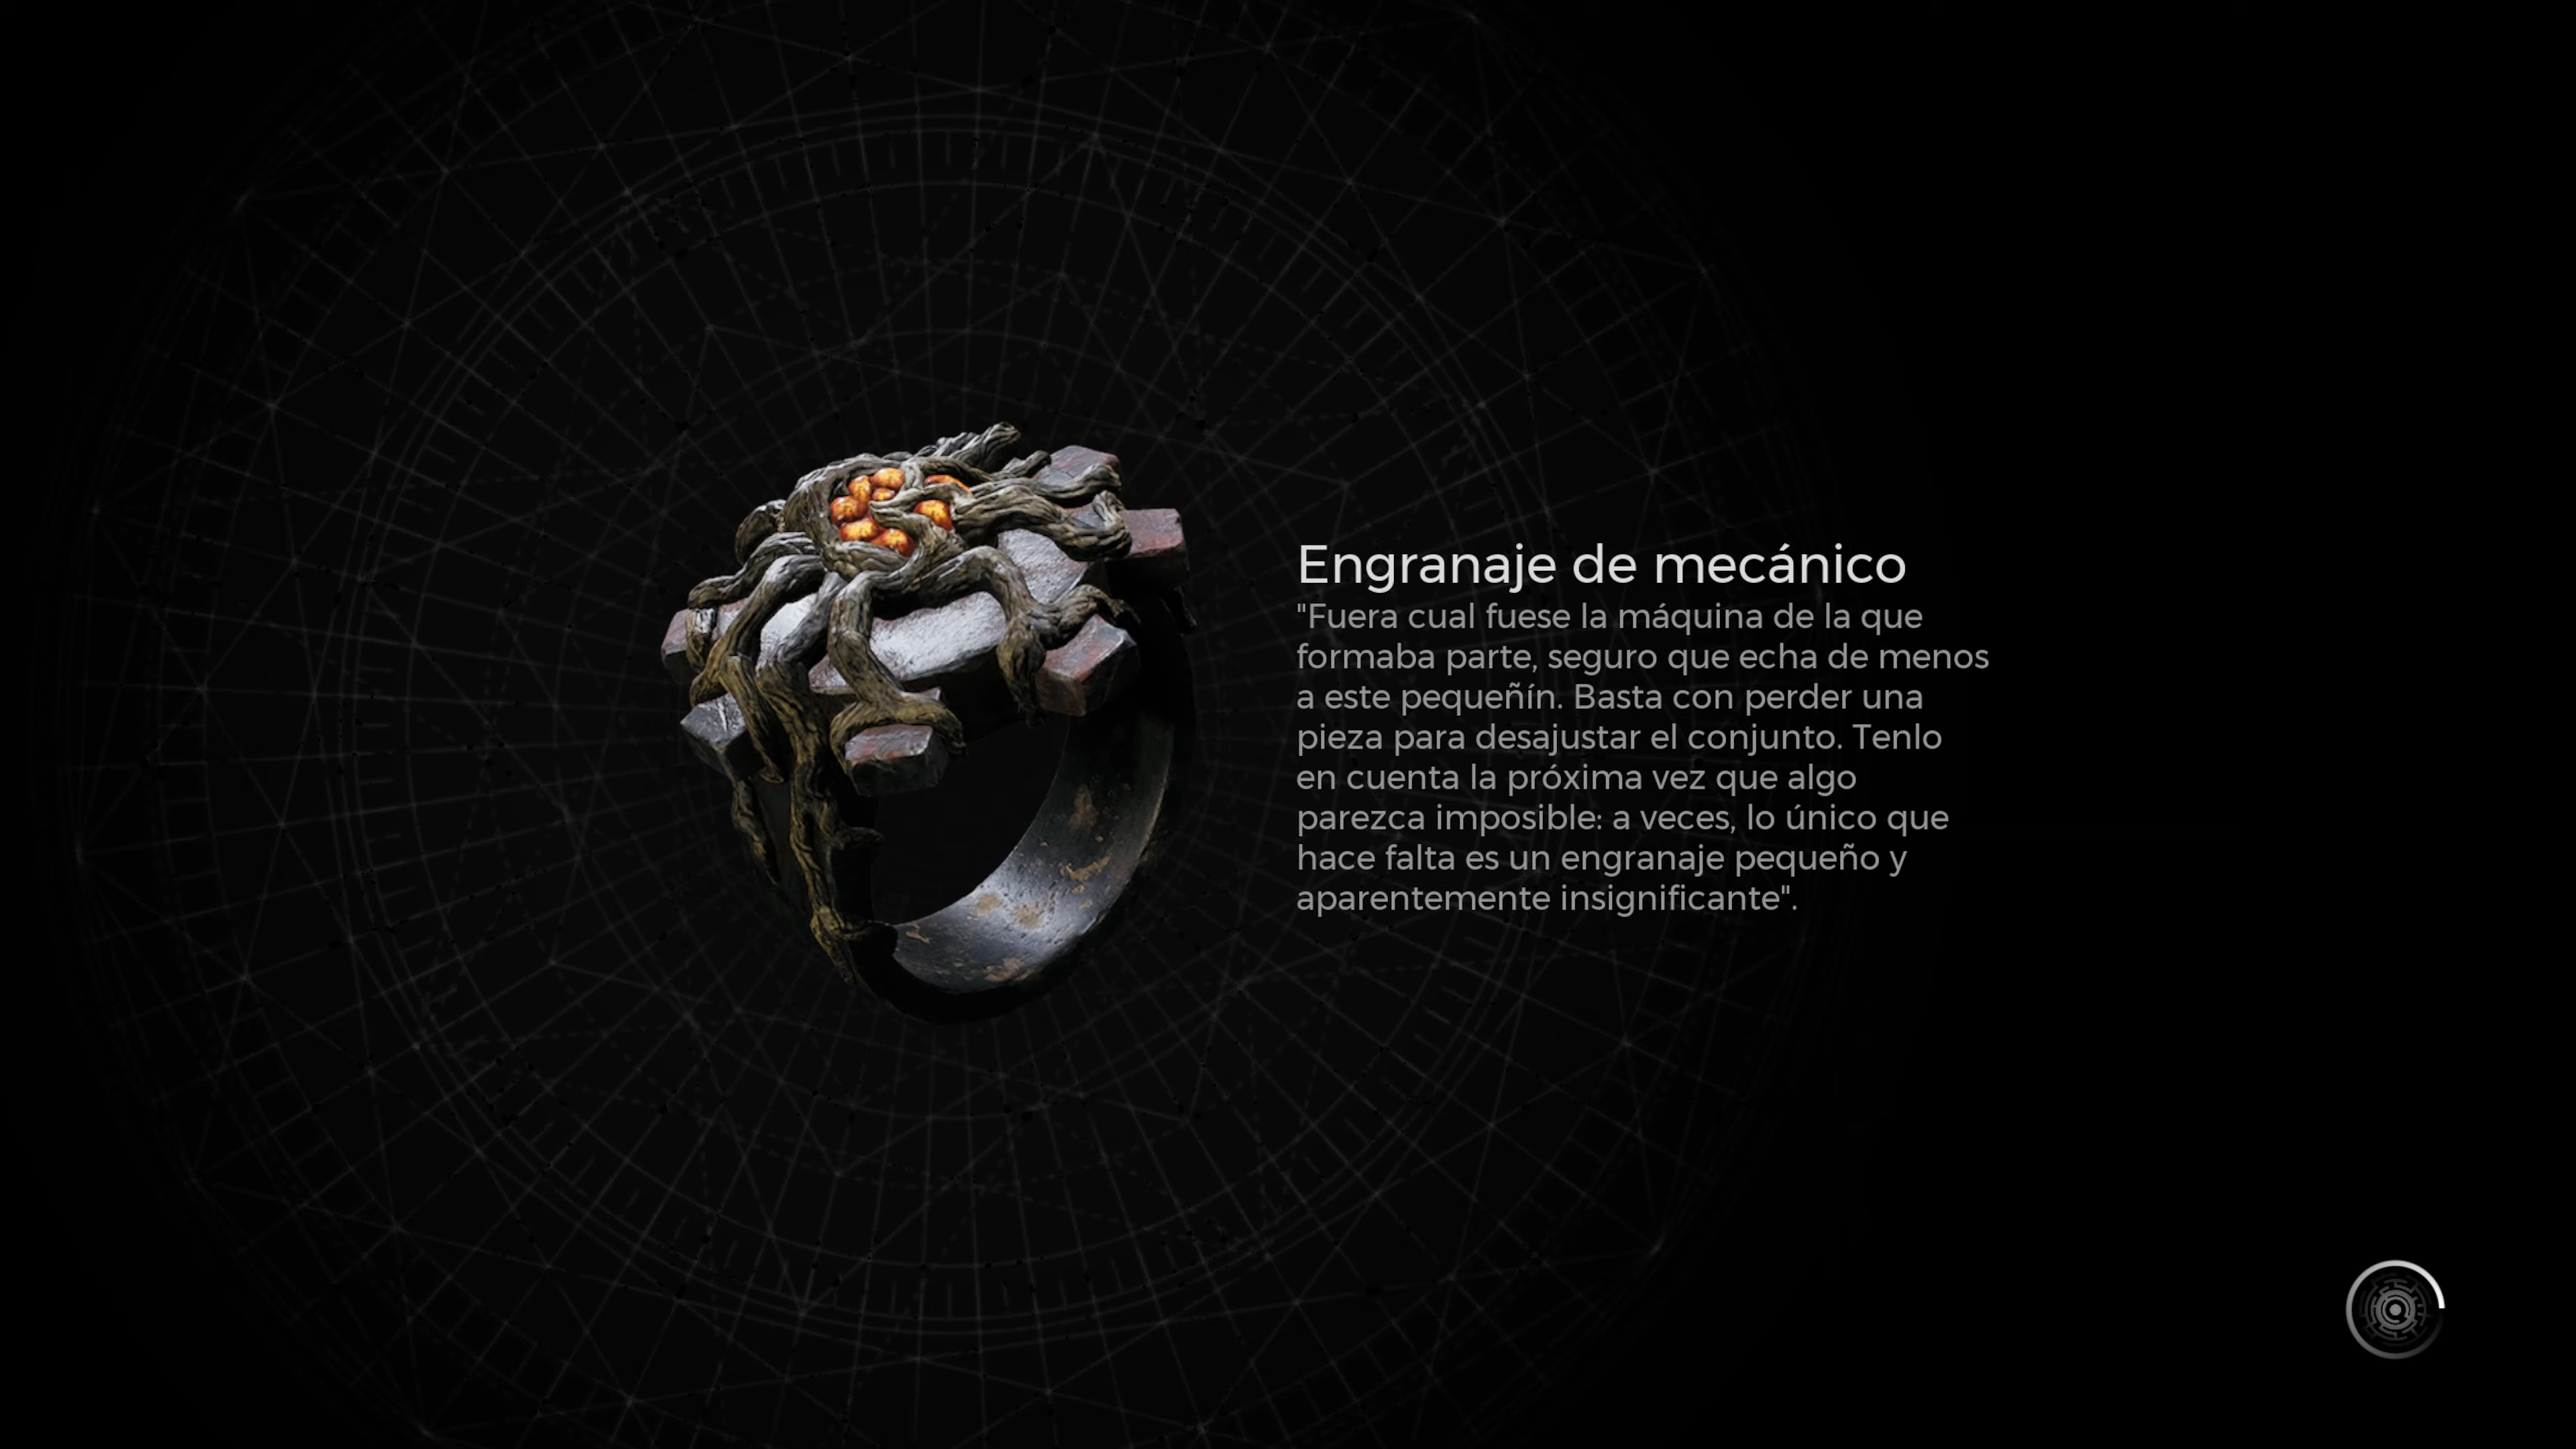 Engranaje de mecánico
"Fuera cual fuese la máquina de la que
formaba parte, seguro que echa de menos
a este pequeñín. Basta con perder una
pieza para desajustar el conjunto. Tenlo
en cuenta la próxima vez que algo
parezca imposible: a veces, lo único que
hace falta es un engranaje pequeño y
aparentemente insignificante".